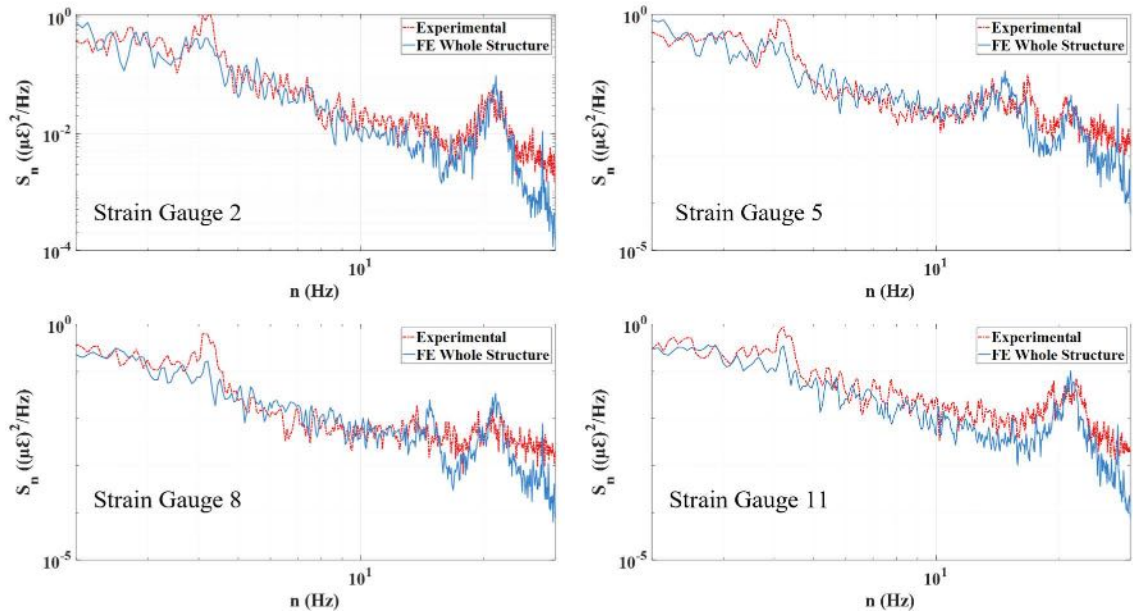 10⁰
Experimental
FE Whole Structure
10⁻²
Sₙ ((με)²/Hz)
Strain Gauge 2
10⁻⁴
10¹
n (Hz)
10⁰
Experimental
FE Whole Structure
Sₙ ((με)²/Hz)
Strain Gauge 5
10⁻⁵
10¹
n (Hz)
10⁰
Experimental
FE Whole Structure
Sₙ ((με)²/Hz)
Strain Gauge 8
10⁻⁵
10¹
n (Hz)
10⁰
Experimental
FE Whole Structure
Sₙ ((με)²/Hz)
Strain Gauge 11
10⁻⁵
10¹
n (Hz)